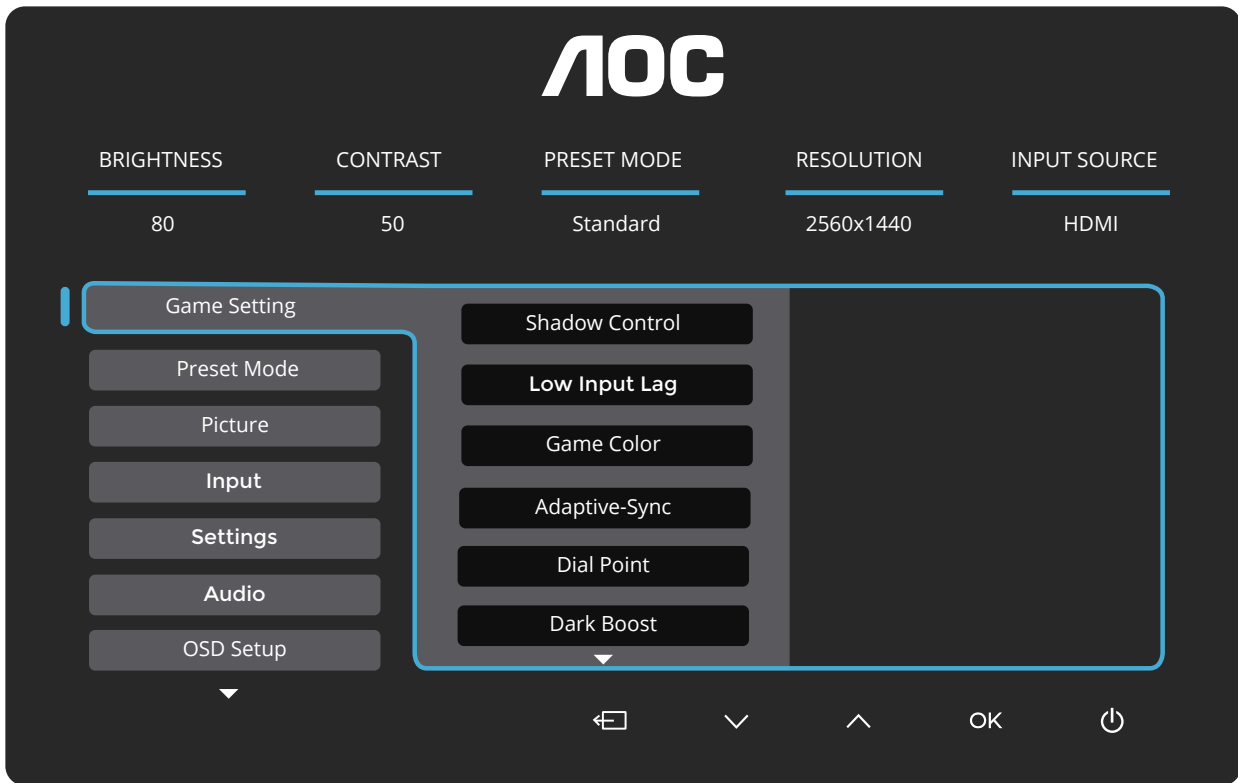 AOC
BRIGHTNESS CONTRAST PRESET MODE RESOLUTION INPUT SOURCE
80 50 Standard 2560x1440 HDMI
Game Setting
Preset Mode
Picture
Input
Settings
Audio
OSD Setup
Shadow Control
Low Input Lag
Game Color
Adaptive-Sync
Dial Point
Dark Boost
OK